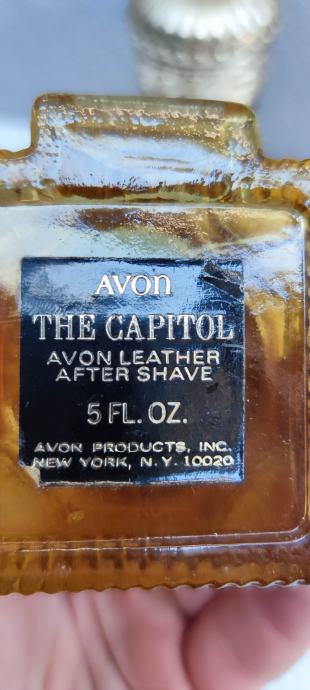 AVON
THE CAPITOL
AVON LEATHER
AFTER SHAVE
5 FL. OZ.
AVON PRODUCTS, INC.
NEW YORK, N.Y. 10020